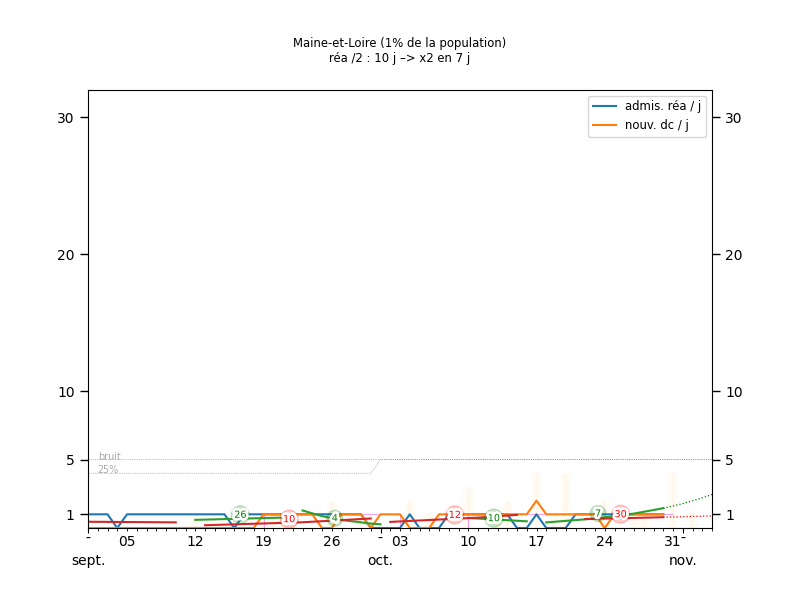 Maine-et-Loire (1% de la population)
réa /2 : 10 j –> x2 en 7 j
admis. réa / j
nouv. dc / j
30 30
20 20
10 10
5 5
bruit
25%
1 1
26 10 4 12 10 7 30
- 05 12 19 26 - 03 10 17 24 31 -
sept. oct. nov.